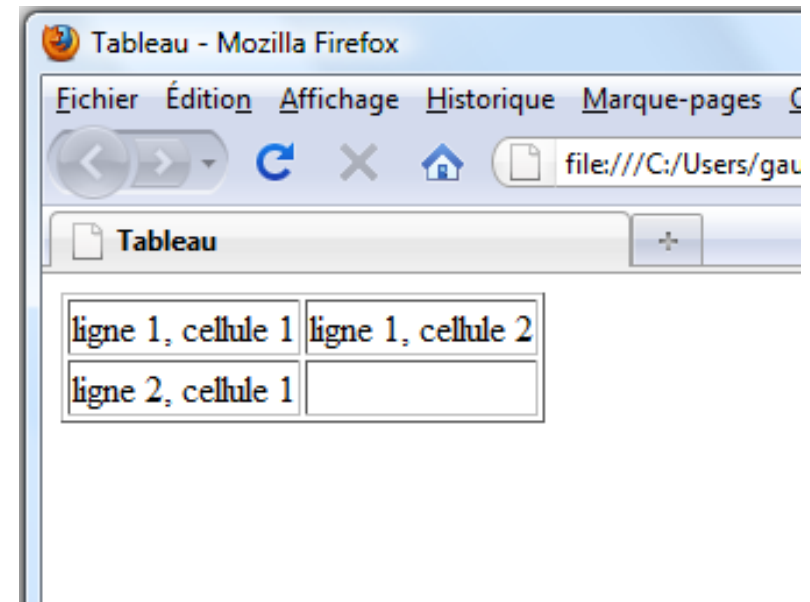 Tableau - Mozilla Firefox
Fichier Édition Affichage Historique Marque-pages
file:///C:/Users/gau
Tableau
ligne 1, cellule 1 ligne 1, cellule 2
ligne 2, cellule 1